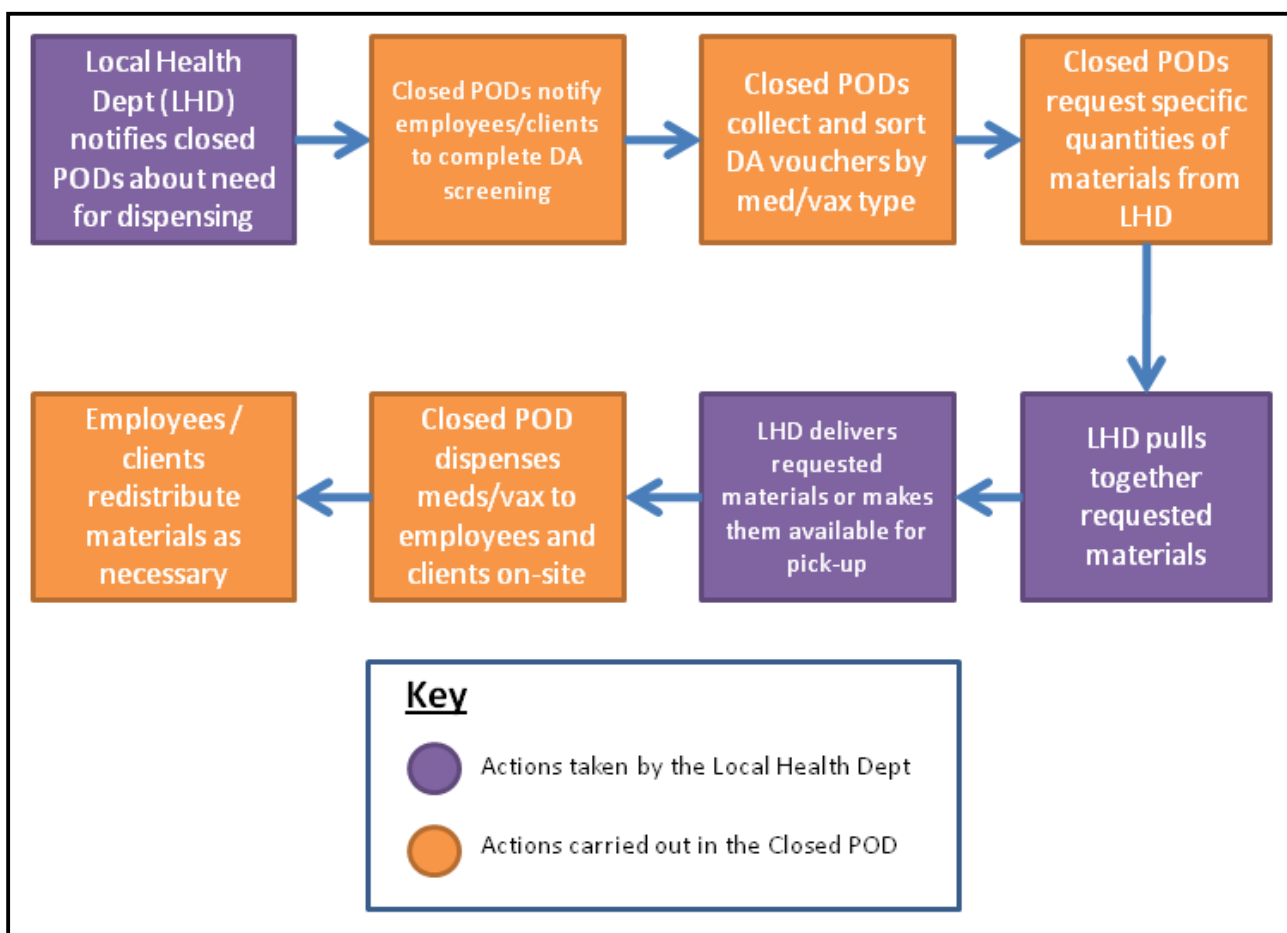 Local Health
Dept (LHD)
notifies closed
PODs about need
for dispensing
Closed PODs notify
employees/clients
to complete DA
screening
Closed PODs
collect and sort
DA vouchers by
med/vax type
Closed PODs
request specific
quantities of
materials from
LHD
LHD pulls
together
requested
materials
LHD delivers
requested
materials or makes
them available for
pick-up
Closed POD
dispenses
meds/vax to
employees and
clients on-site
Employees /
clients
redistribute
materials as
necessary
Key
Actions taken by the Local Health Dept
Actions carried out in the Closed POD